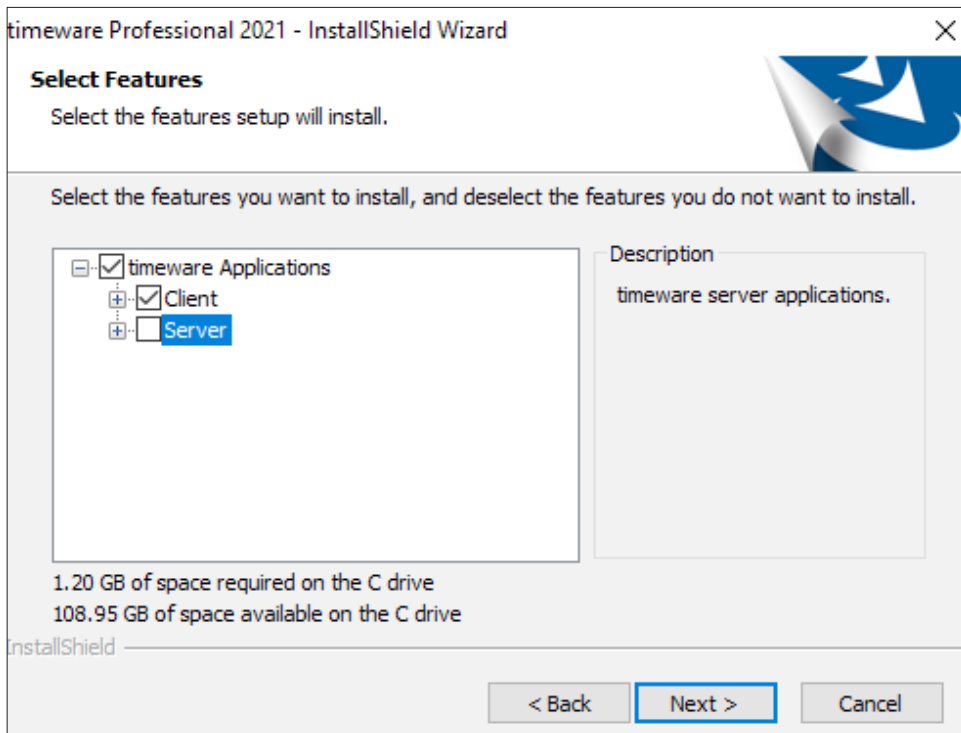 timeware Professional 2021 - InstallShield Wizard
Select Features
Select the features setup will install.
Select the features you want to install, and deselect the features you do not want to install.
timeware Applications
Client
Server
Description
timeware server applications.
1.20 GB of space required on the C drive
108.95 GB of space available on the C drive
InstallShield
< Back
Next >
Cancel